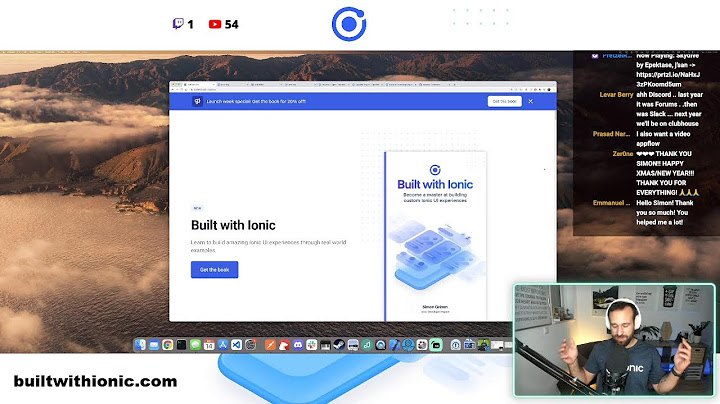 1
54
Now Playing: Skydive
by Epektase, j'san ->
https://przl.io/NaHxJ
3zPKoomdSum
Levar Berry ahh Discord .. last year
it was Forums . .then
was Slack ... next year
we'll be on clubhouse
Prasad Nar... I also want a video
appflow
Zer0ne ❤❤❤ THANK YOU
SIMON!! HAPPY
XMAS/NEW YEAR!!!
THANK YOU FOR
EVERYTHING! 🙏🙏🙏
Emmanuel ... Hello Simon! Thank
you so much! You
helped me a lot!
Launch week special: Get the book for 20% off!
Get the book
Built with Ionic
Become a master at building
custom Ionic UI experiences
Simon Grimm
NEW
Built with Ionic
Learn to build amazing Ionic UI experiences through real world
examples.
Get the book
onic
builtwithionic.com